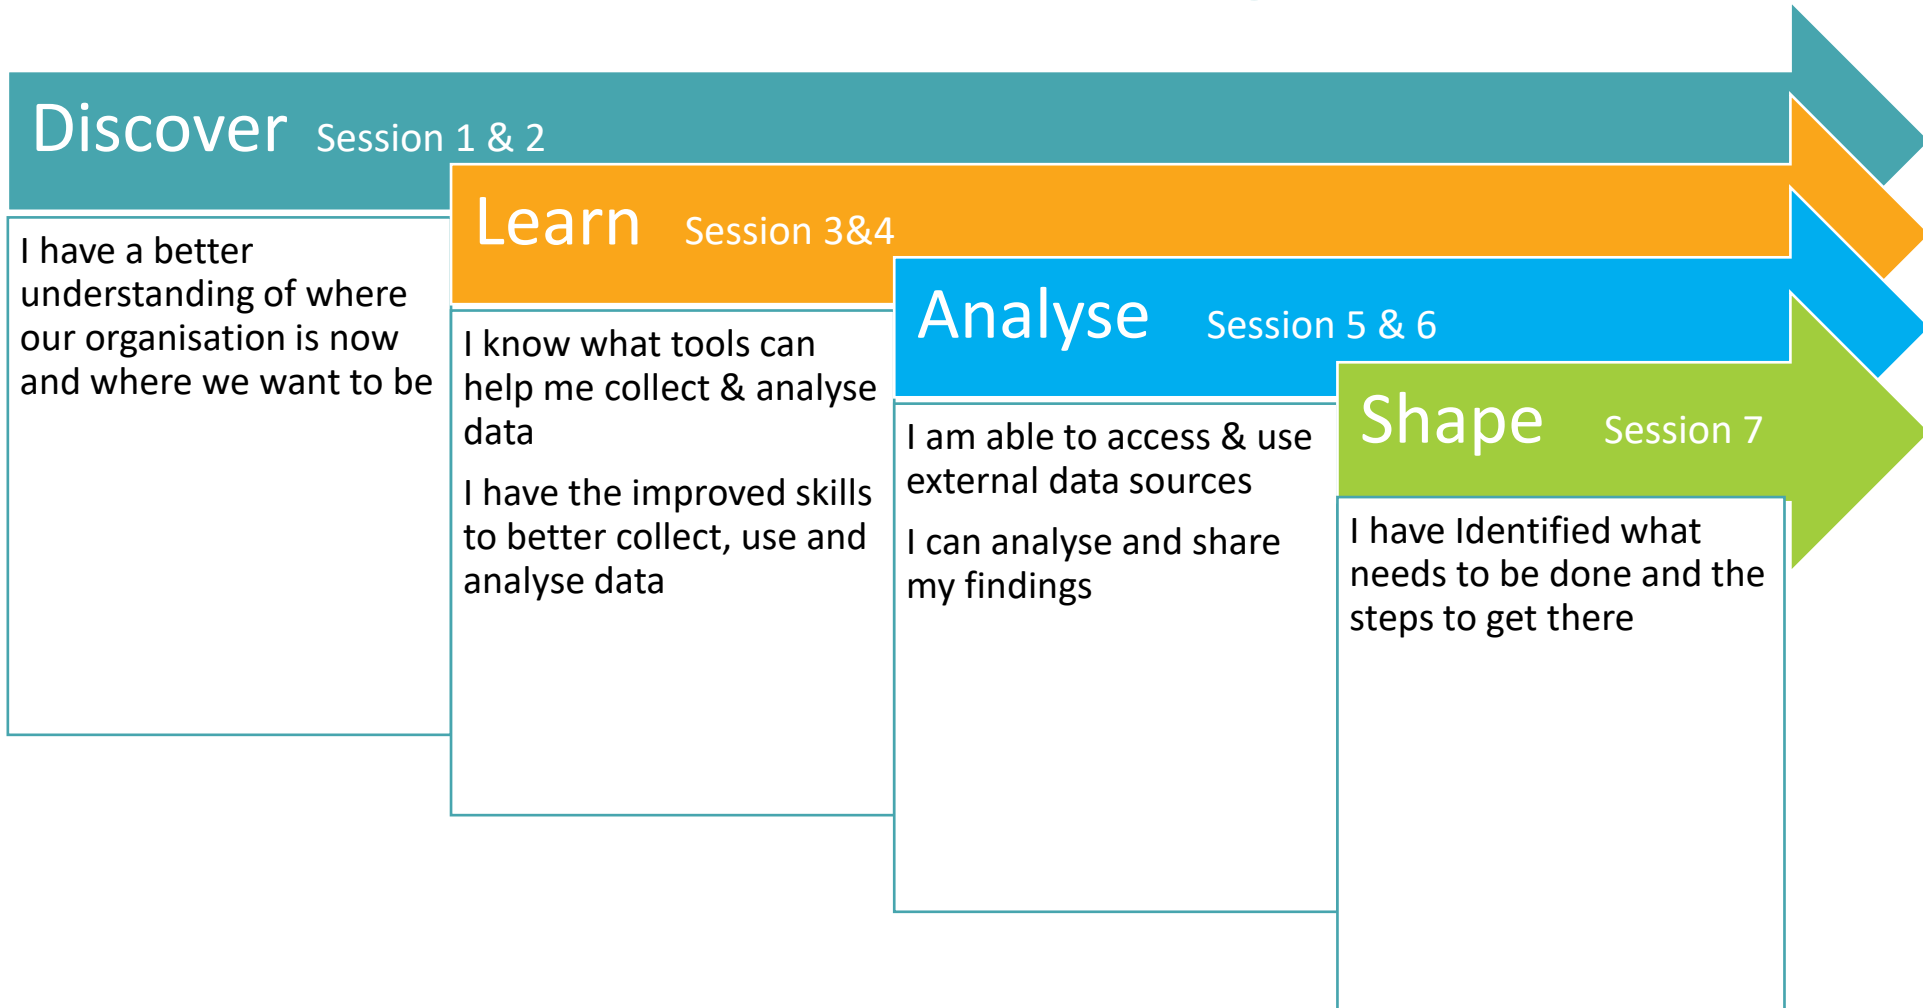 Discover Session 1 & 2
I have a better
understanding of where
our organisation is now
and where we want to be
Learn Session 3&4
I know what tools can
help me collect & analyse
data
I have the improved skills
to better collect, use and
analyse data
Analyse Session 5 & 6
I am able to access & use
external data sources
I can analyse and share
my findings
Shape Session 7
I have Identified what
needs to be done and the
steps to get there